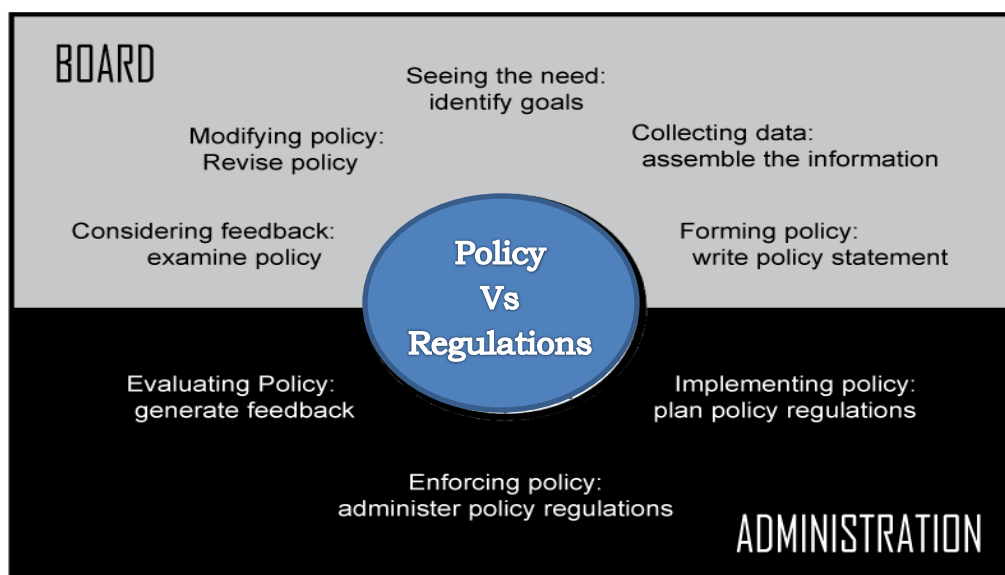 BOARD
Seeing the need:
identify goals
Modifying policy:
Revise policy
Collecting data:
assemble the information
Considering feedback:
examine policy
Forming policy:
write policy statement
Policy
Vs
Regulations
Evaluating Policy:
generate feedback
Implementing policy:
plan policy regulations
Enforcing policy:
administer policy regulations
ADMINISTRATION